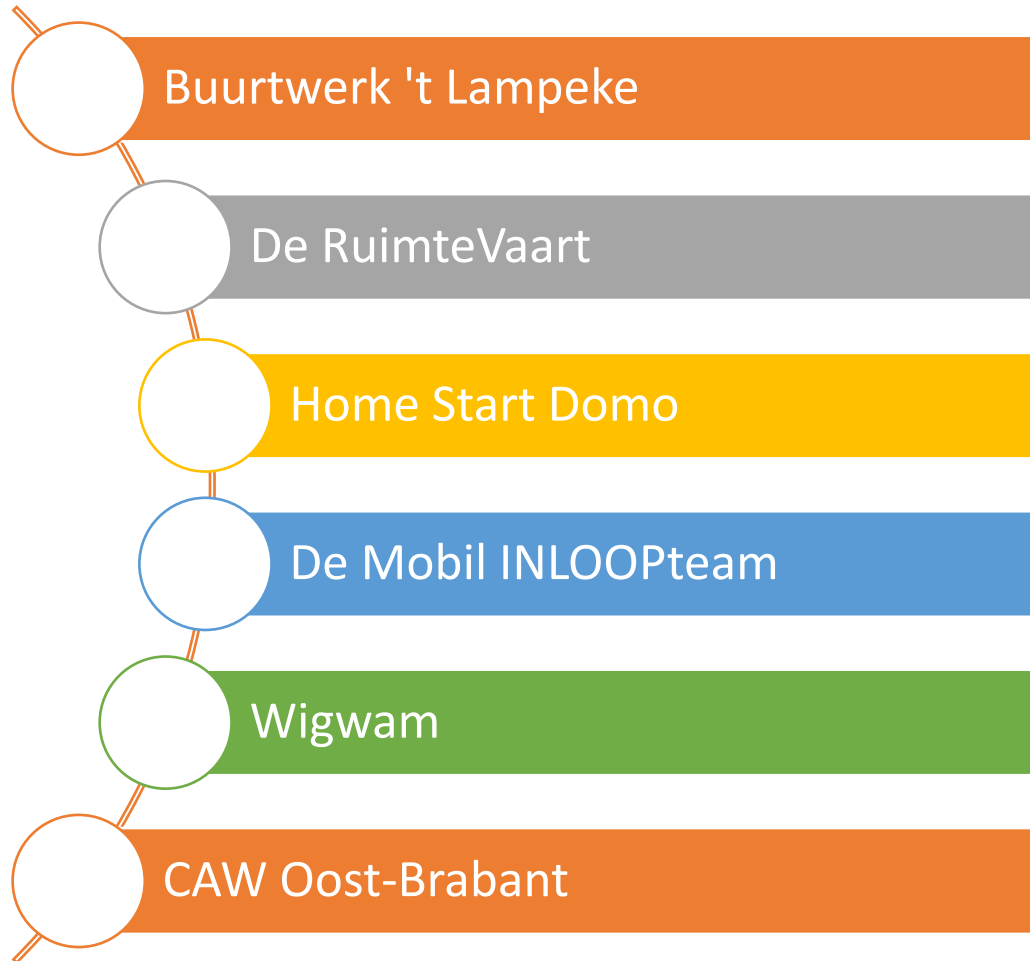 Buurtwerk 't Lampeke
De RuimteVaart
Home Start Domo
De Mobil INLOOPteam
Wigwam
CAW Oost-Brabant